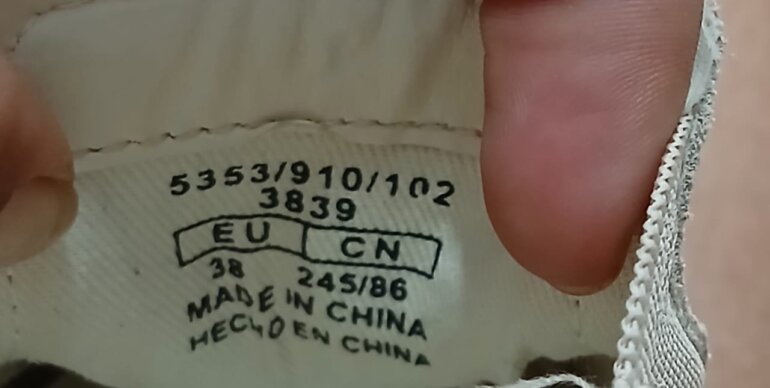 5353/910/102
3839
EU CN
38 245/86
MADE IN CHINA
HECHO EN CHINA